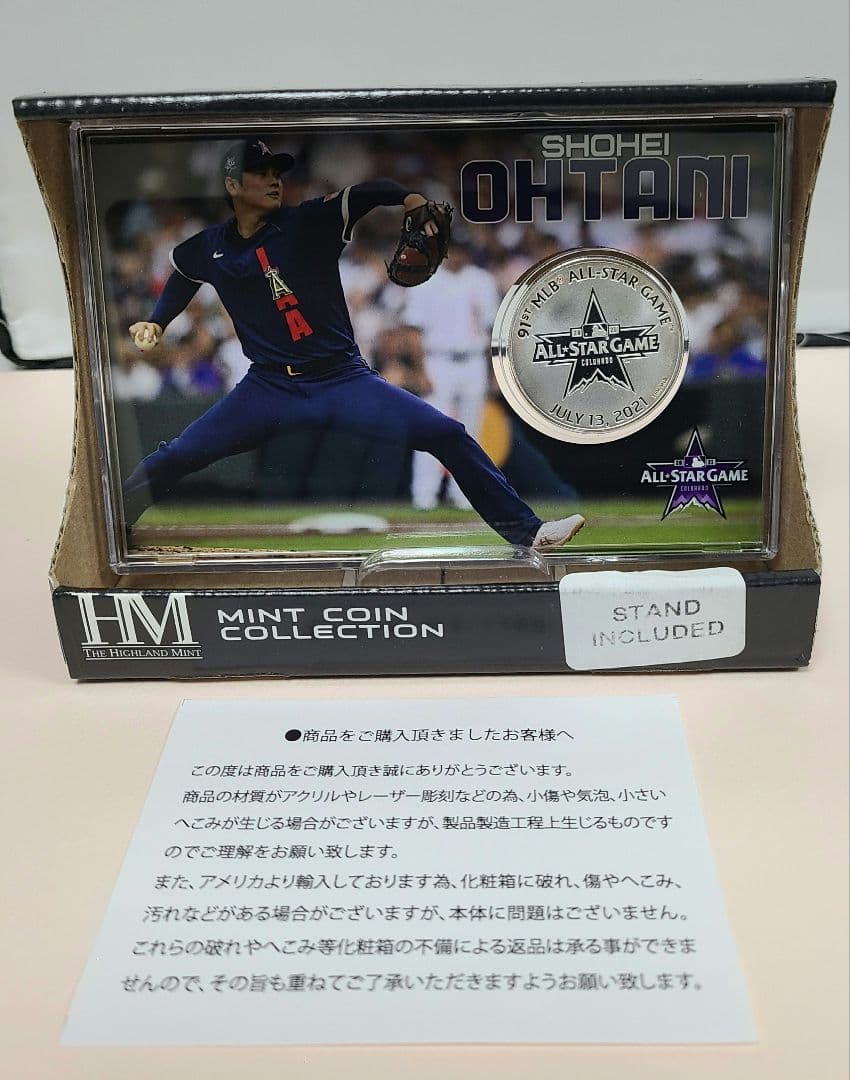 SHOHEI
OHTANI
91ST MLB ALL-STAR GAME
ALL★STAR GAME
COLORADO
JULY 13, 2021
ALL★STAR GAME
COLORADO
LAA
HM
THE HIGHLAND MINT
MINT COIN
COLLECTION
STAND
INCLUDED
●商品をご購入頂きましたお客様へ
この度は商品をご購入頂き誠にありがとうございます。
商品の材質がアクリルやレーザー彫刻などの為、小傷や気泡、小さい
へこみが生じる場合がございますが、製品製造工程上生じるものです
のでご理解をお願い致します。
また、アメリカより輸入しております為、化粧箱に破れ、傷やへこみ、
汚れなどがある場合がございますが、本体に問題はございません。
これらの破れやへこみ等化粧箱の不備による返品は承る事ができま
せんので、その旨も重ねてご了承いただきますようお願い致します。